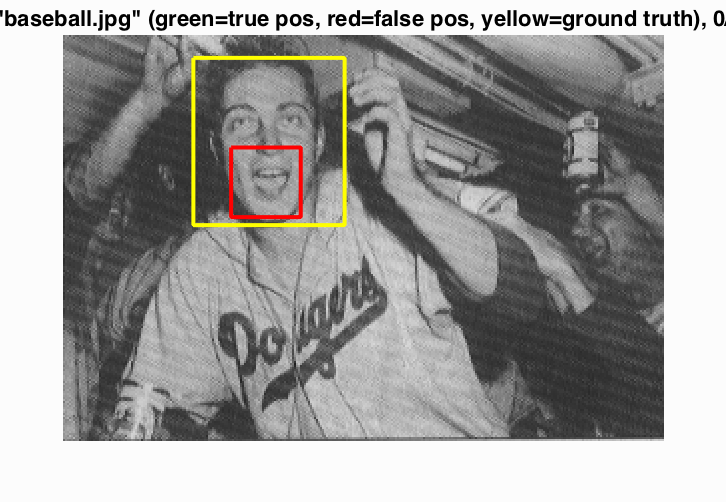 "baseball.jpg" (green=true pos, red=false pos, yellow=ground truth), 0
Dodgers